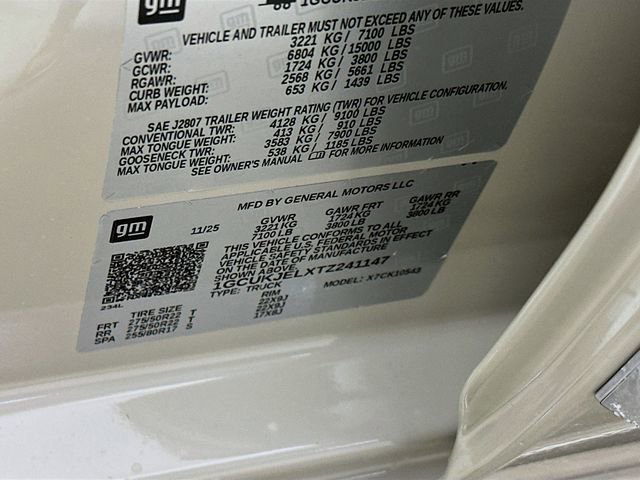 gm
gm
VEHICLE AND TRAILER MUST NOT EXCEED ANY OF THESE VALUES.
GVWR: 3221 KG / 7100 LBS
GCWR: 6804 KG / 15000 LBS
RGAWR: 1724 KG / 3800 LBS
CURB WEIGHT: 2568 KG / 5661 LBS
MAX PAYLOAD: 653 KG / 1439 LBS
SAE J2807 TRAILER WEIGHT RATING (TWR) FOR VEHICLE CONFIGURATION.
CONVENTIONAL TWR: 4128 KG / 9100 LBS
MAX TONGUE WEIGHT: 413 KG / 910 LBS
GOOSENECK TWR: 3583 KG / 7900 LBS
MAX TONGUE WEIGHT: 538 KG / 1185 LBS
SEE OWNER'S MANUAL FOR MORE INFORMATION
MFD BY GENERAL MOTORS LLC
gm
11/25 GVWR GAWR FRT GAWR RR
3221 KG 1724 KG 1724 KG
7100 LB 3800 LB 3800 LB
THIS VEHICLE CONFORMS TO ALL
APPLICABLE U.S. FEDERAL MOTOR
VEHICLE SAFETY STANDARDS IN EFFECT
ON THE DATE OF MANUFACTURE
1GCUKJELXTZ241147
TYPE: TRUCK MODEL: X7CK10543
234L
TIRE SIZE RIM
FRT 275/50R22 T 22X9J
RR 275/50R22 T 22X9J
SPA 255/80R17 S 17X8J